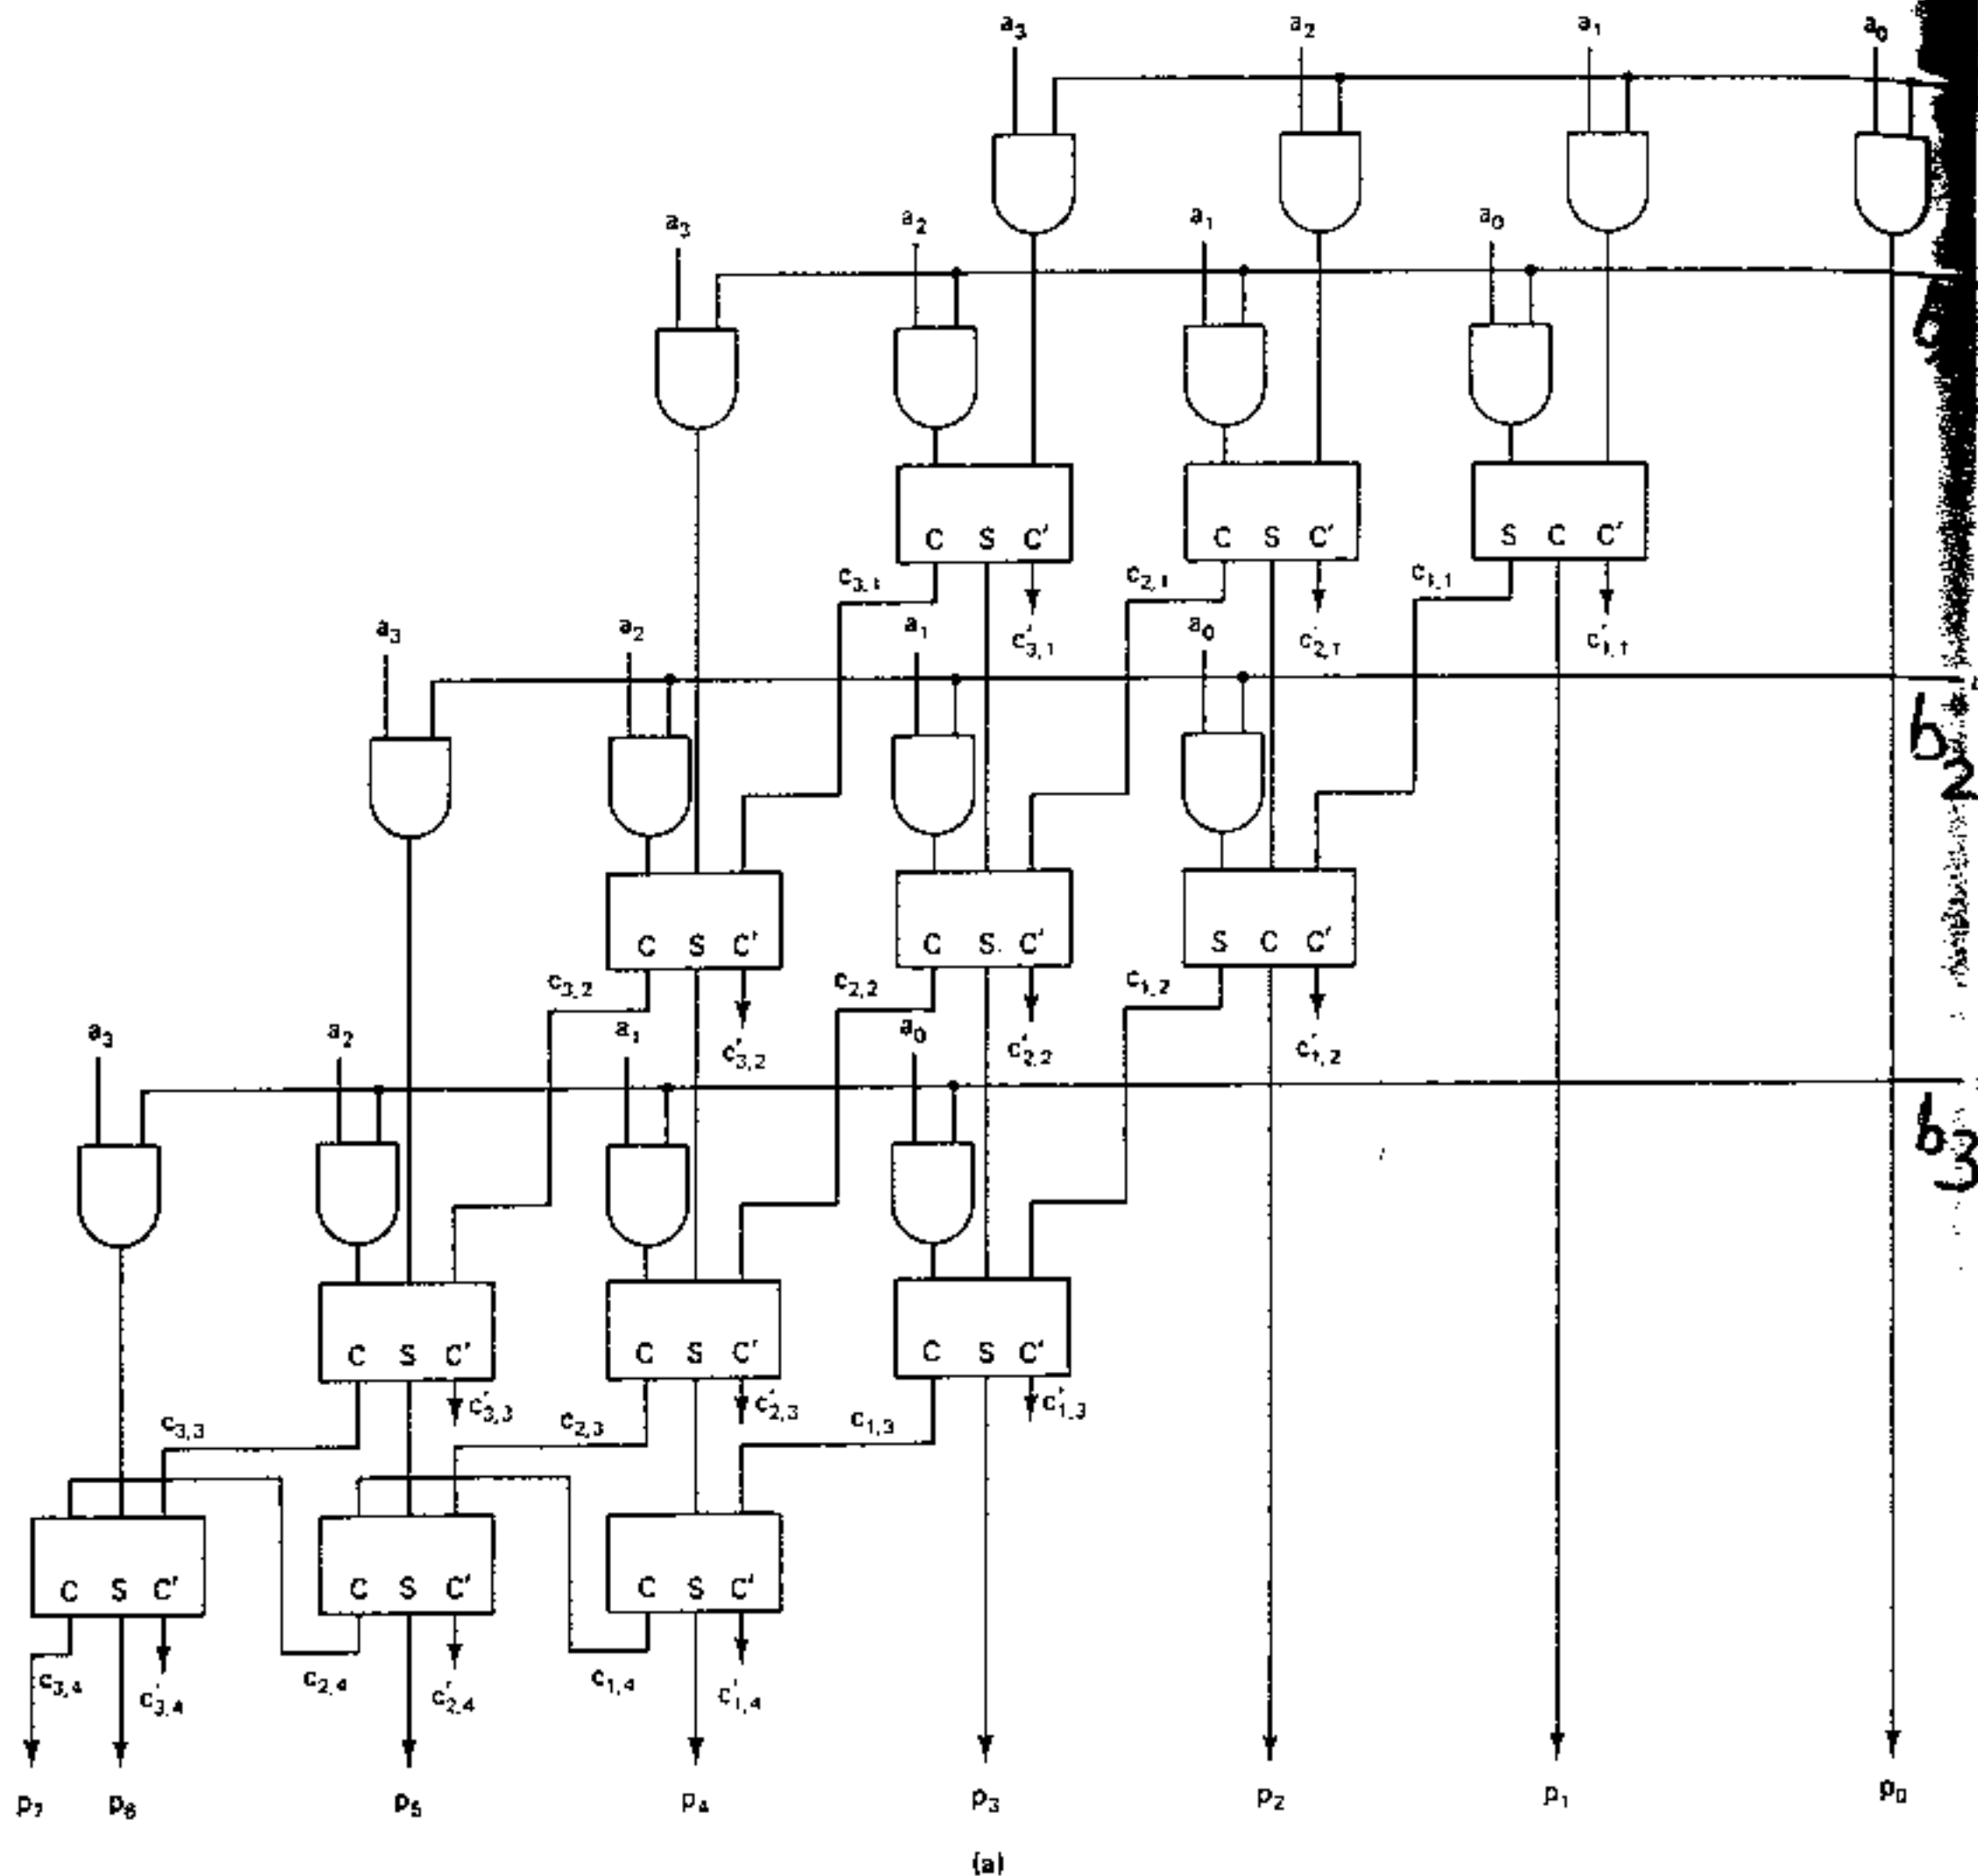 a₃ a₂ a₁ a₀
a₃ a₂ a₁ a₀
C S C' C S C' S C C'
c₃,₁ c₂,₁ c₁,₁
a₃ a₂ a₁ c'₃,₁ a₀ c'₂,₁ c'₁,₁
b₂
C S C' C S C' S C C'
c₃,₂ c₂,₂ c₁,₂
a₃ a₂ a₁ c'₃,₂ a₀ c'₂,₂ c'₁,₂
b₃
C S C' C S C' C S C'
c₃,₃ c'₃,₃ c₂,₃ c'₂,₃ c₁,₃ c'₁,₃
C S C' C S C' C S C'
c₃,₄ c'₃,₄ c₂,₄ c'₂,₄ c₁,₄ c'₁,₄
p₇ p₆ p₅ p₄ p₃ p₂ p₁ p₀
(a)